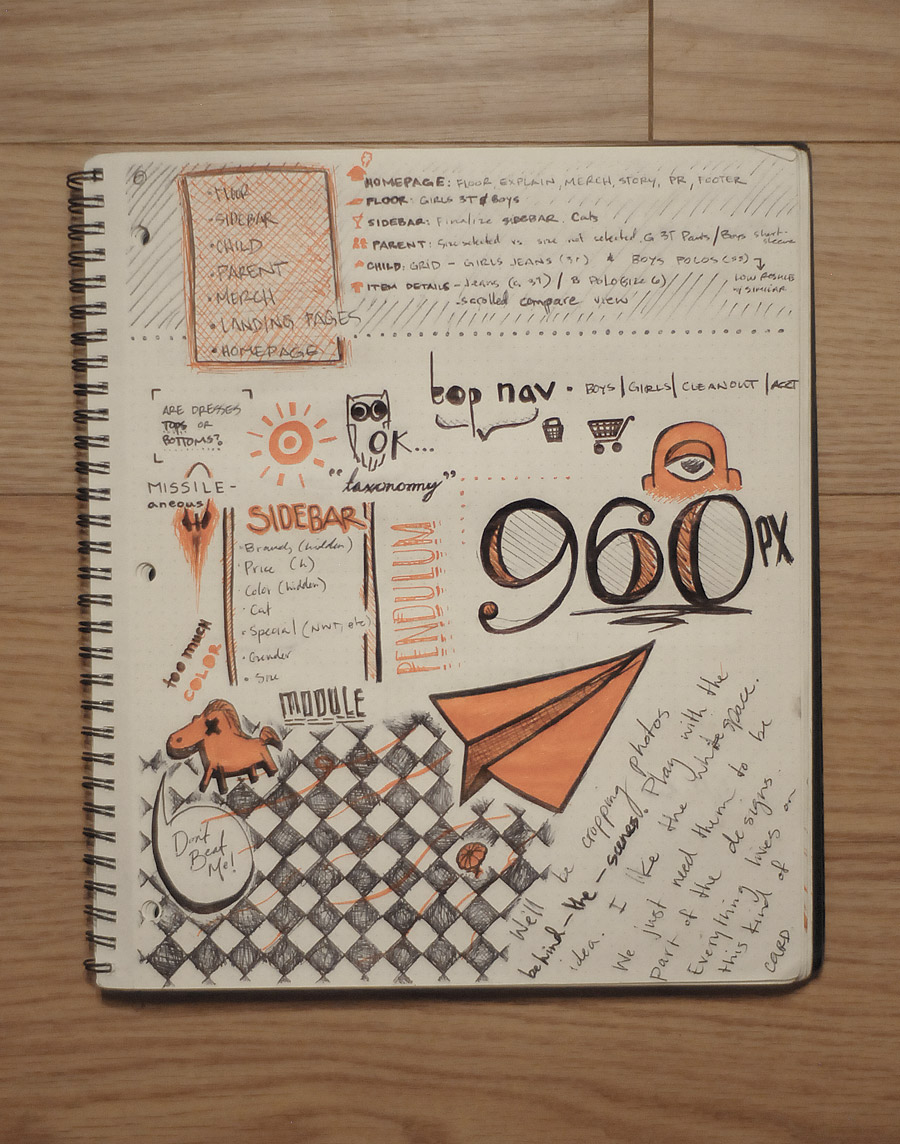 • FLOOR
• SIDEBAR
• CHILD
• PARENT
• MERCH
• LANDING PAGES
• HOMEPAGE
HOMEPAGE: FLOOR EXPLAIN, MERCH, STORY, PR, FOOTER
FLOOR: GIRLS 3T & BOYS
SIDEBAR: Finalize SIDEBAR Cats
PARENT: Size selected vs size not selected. G 3T Pants/Boys short-
sleeve
CHILD: GRID - GIRLS JEANS (3T) & BOYS POLOS
ITEM DETAILS - Jeans (G, 3T) / B POLO (SIZE 6)
LOW
SIMILAR
scrolled compare view
top nav • BOYS/GIRLS/CLEANOUT/ACCT
ARE DRESSES
TOPS OR
BOTTOMS?
OK...
"taxonomy"
MISSILE-
aneous
SIDEBAR
• Brands (hidden)
• Price (h)
• Color (hidden)
• Cat
• Special (NWT, etc)
• Gender
• Size
PENDULUM
960PX
too much
COLOR
MODULE
Don't
Beat
Me!
We'll be cropping photos
behind-the-scenes. Play with the
idea. I like the white space.
We just need them to be
part of the designs
Everything lives on
this kind of
CARD